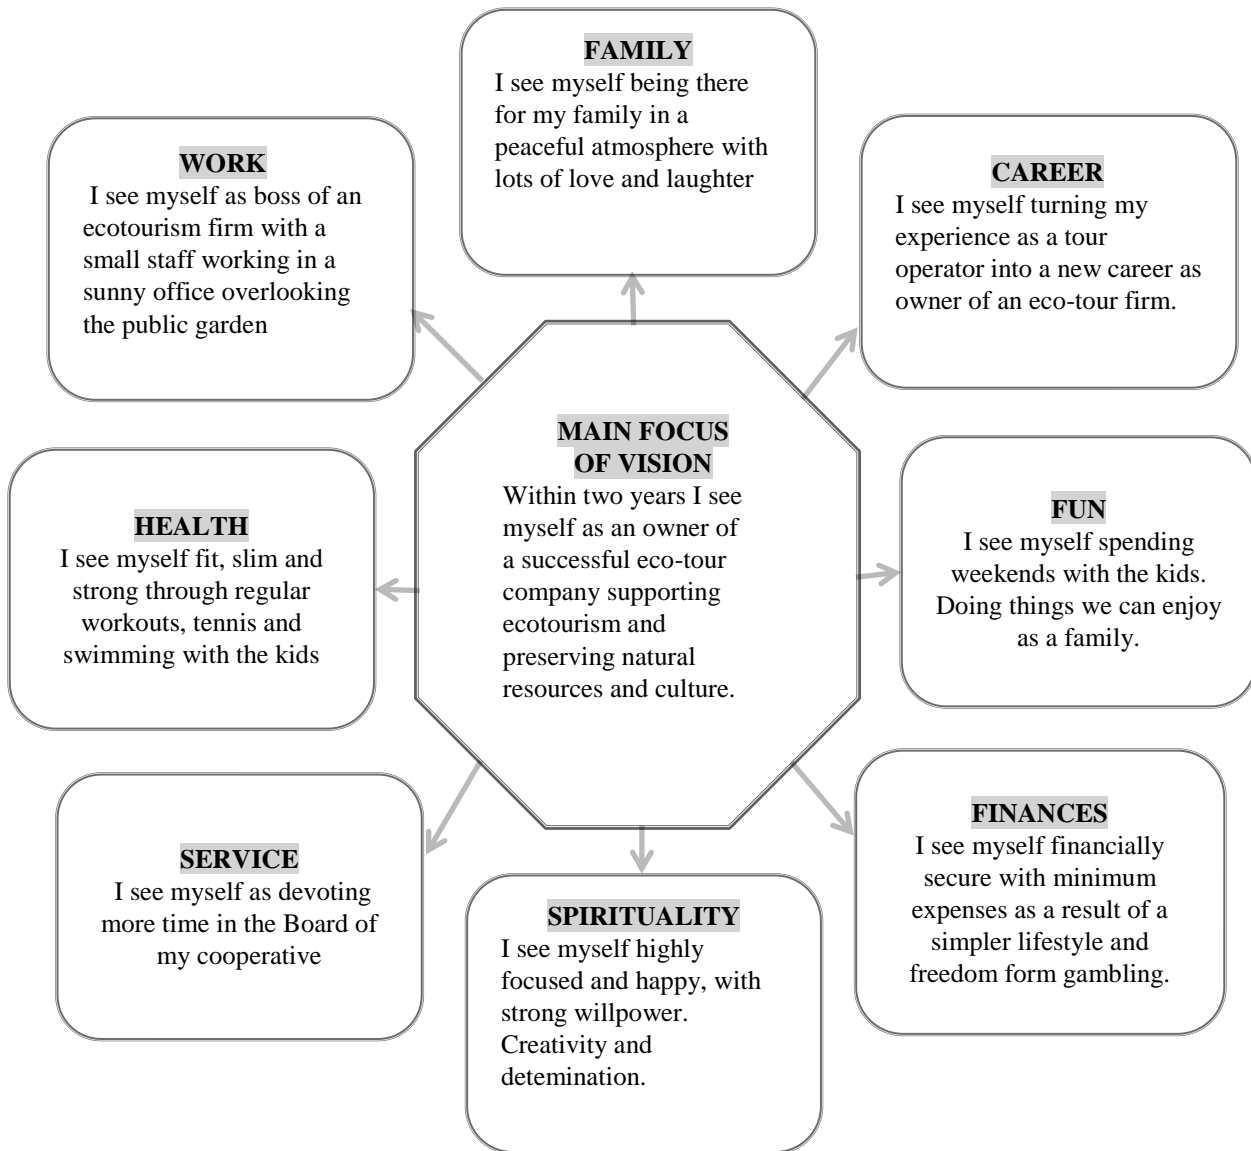 FAMILY
I see myself being there
for my family in a
peaceful atmosphere with
lots of love and laughter
WORK
I see myself as boss of an
ecotourism firm with a
small staff working in a
sunny office overlooking
the public garden
CAREER
I see myself turning my
experience as a tour
operator into a new career as
owner of an eco-tour firm.
MAIN FOCUS
OF VISION
Within two years I see
myself as an owner of
a successful eco-tour
company supporting
ecotourism and
preserving natural
resources and culture.
HEALTH
I see myself fit, slim and
strong through regular
workouts, tennis and
swimming with the kids
FUN
I see myself spending
weekends with the kids.
Doing things we can enjoy
as a family.
SERVICE
I see myself as devoting
more time in the Board of
my cooperative
SPIRITUALITY
I see myself highly
focused and happy, with
strong willpower.
Creativity and
detemination.
FINANCES
I see myself financially
secure with minimum
expenses as a result of a
simpler lifestyle and
freedom form gambling.